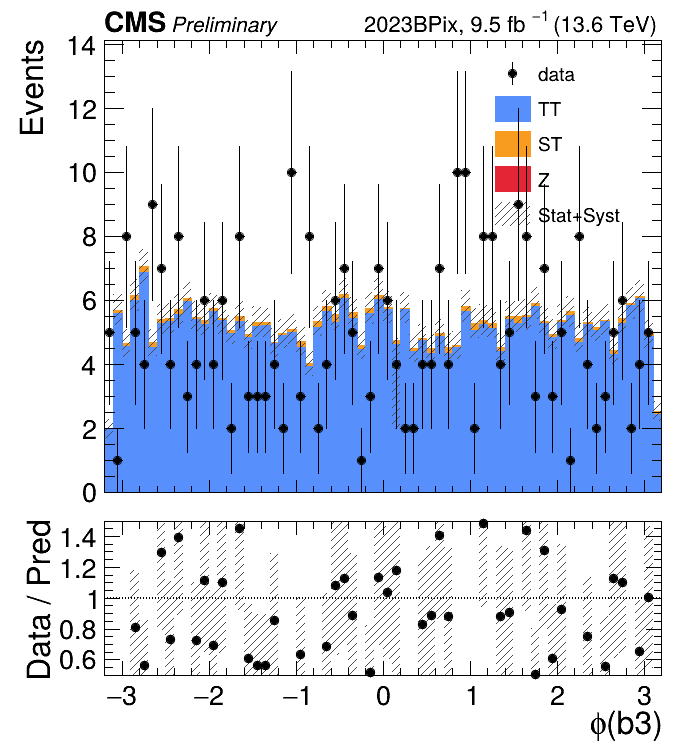 CMS Preliminary 2023BPix, 9.5 fb⁻¹ (13.6 TeV)
Events
14
12
10
8
6
4
2
0
data
TT
ST
Z
Stat+Syst
Data / Pred
1.4
1.2
1
0.8
0.6
−3 −2 −1 0 1 2 3
ϕ(b3)